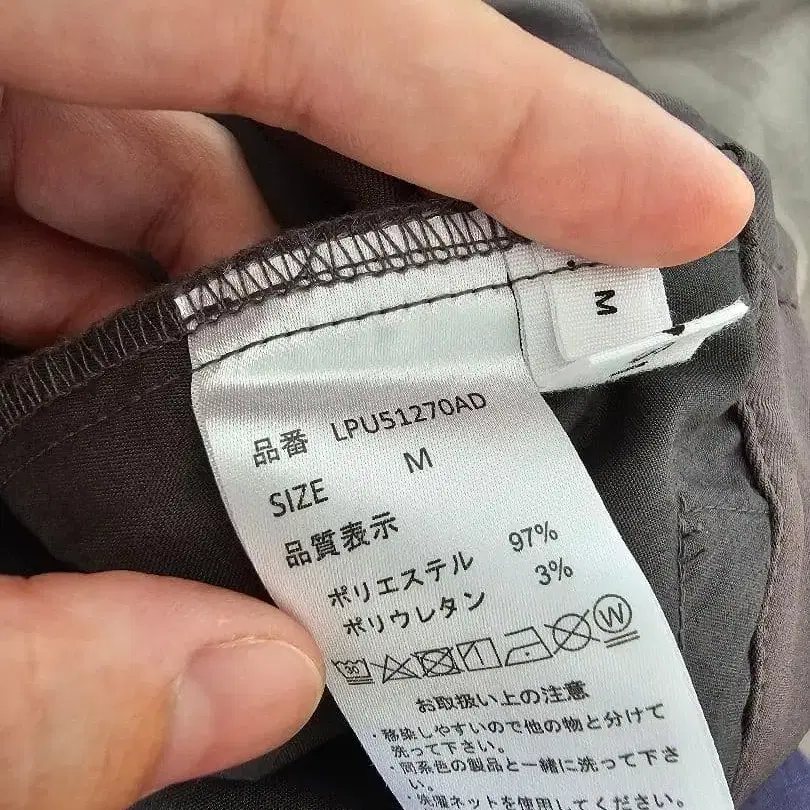 M
品番 LPU51270AD
SIZE M
品質表示
ポリエステル 97%
ポリウレタン 3%
30 W
お取扱い上の注意
・移染しやすいので他の物と分けて
洗って下さい。
・同系色の製品と一緒に洗って下さ
い。
・洗濯ネットを使用してください。